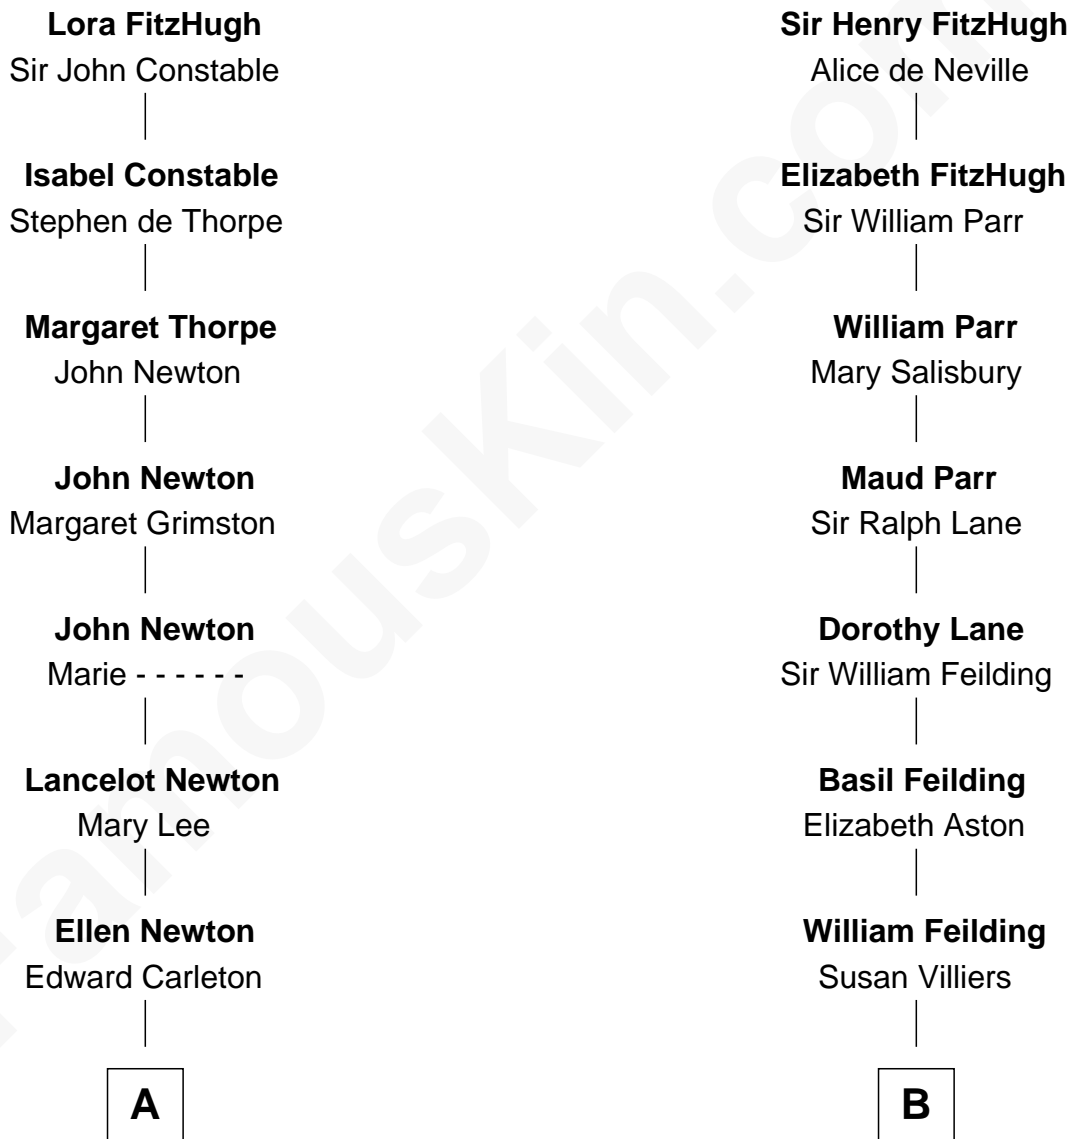 Lora FitzHugh
Sir John Constable
Isabel Constable
Stephen de Thorpe
Margaret Thorpe
John Newton
John Newton
Margaret Grimston
John Newton
Marie - - - - - -
Lancelot Newton
Mary Lee
Ellen Newton
Edward Carleton
A
Sir Henry FitzHugh
Alice de Neville
Elizabeth FitzHugh
Sir William Parr
William Parr
Mary Salisbury
Maud Parr
Sir Ralph Lane
Dorothy Lane
Sir William Feilding
Basil Feilding
Elizabeth Aston
William Feilding
Susan Villiers
B
FamousKin.com